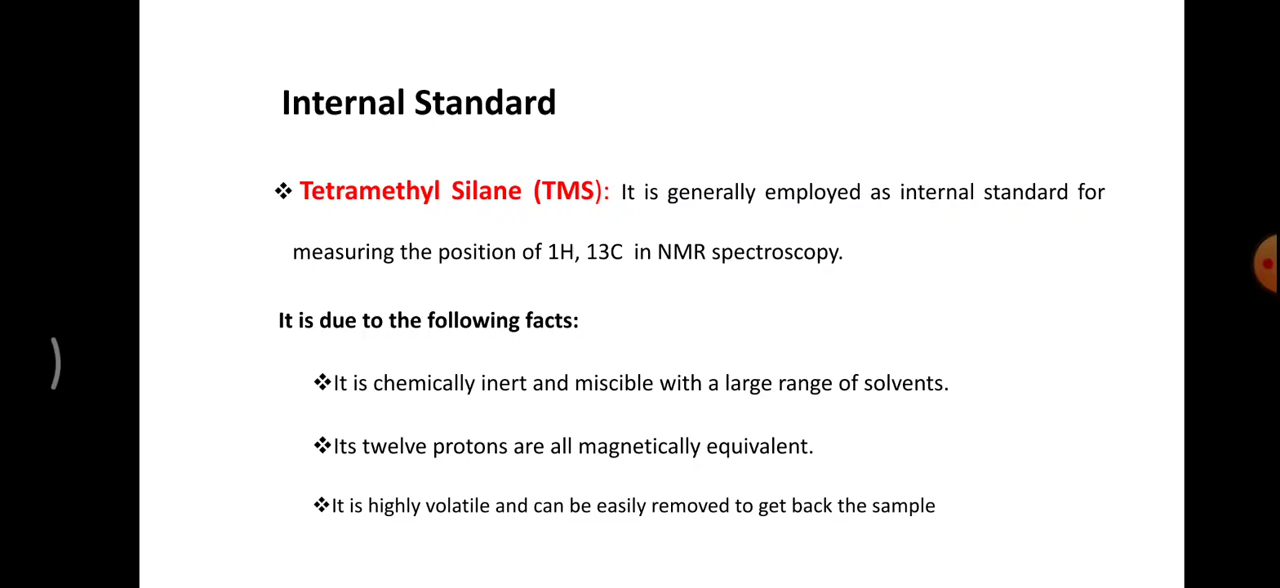 Internal Standard
❖ Tetramethyl Silane (TMS): It is generally employed as internal standard for
measuring the position of 1H, 13C in NMR spectroscopy.
It is due to the following facts:
❖It is chemically inert and miscible with a large range of solvents.
❖Its twelve protons are all magnetically equivalent.
❖It is highly volatile and can be easily removed to get back the sample